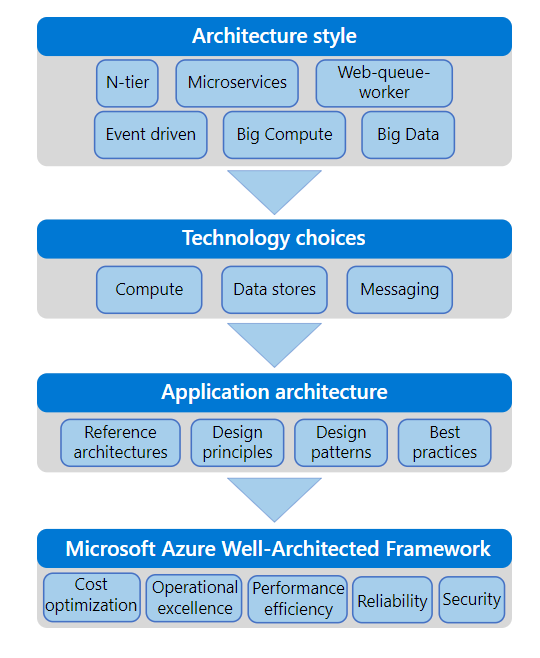 Architecture style
N-tier
Microservices
Web-queue-
worker
Event driven
Big Compute
Big Data
Technology choices
Compute
Data stores
Messaging
Application architecture
Reference
architectures
Design
principles
Design
patterns
Best
practices
Microsoft Azure Well-Architected Framework
Cost
optimization
Operational
excellence
Performance
efficiency
Reliability
Security